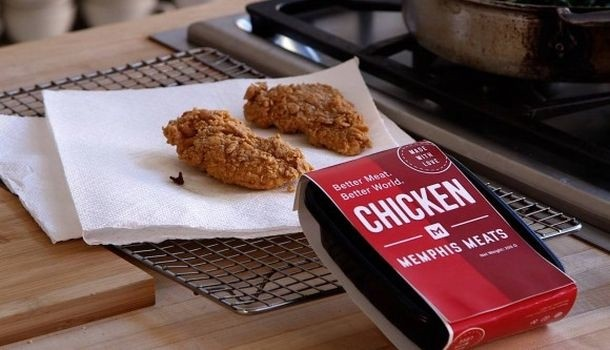 MADE WITH
LOVE
Better Meat.
Better World.
CHICKEN
M
MEMPHIS MEATS